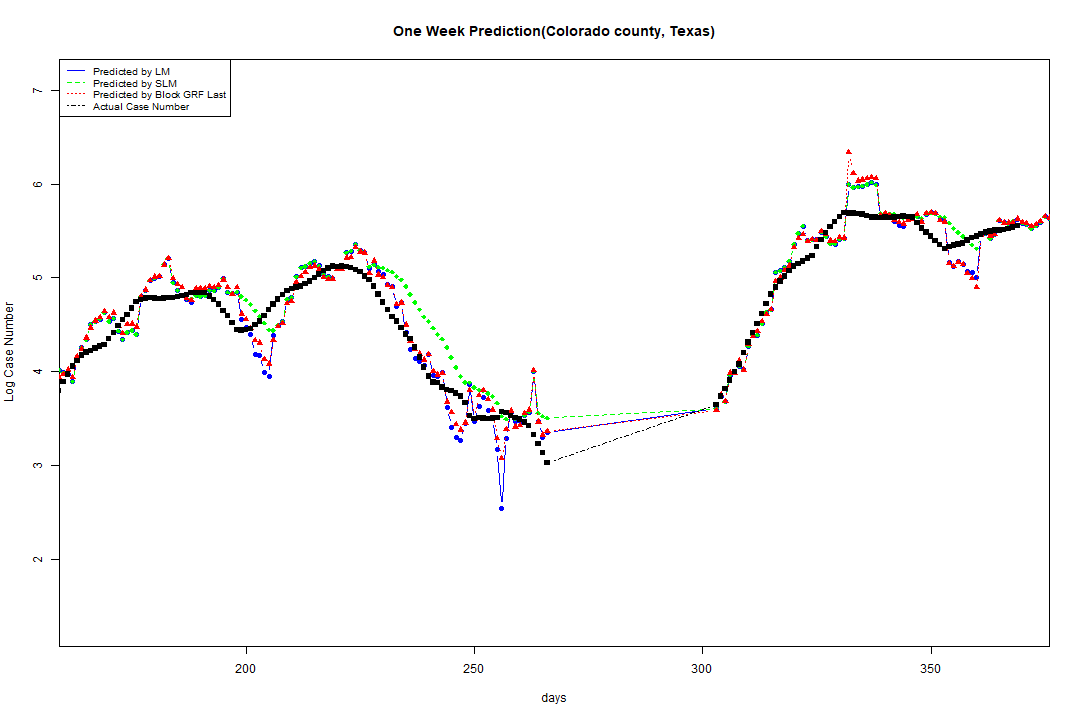 One Week Prediction(Colorado county, Texas)
Predicted by LM
Predicted by SLM
Predicted by Block GRF Last
Actual Case Number
7
6
5
4
3
2
Log Case Number
200 250 300 350
days